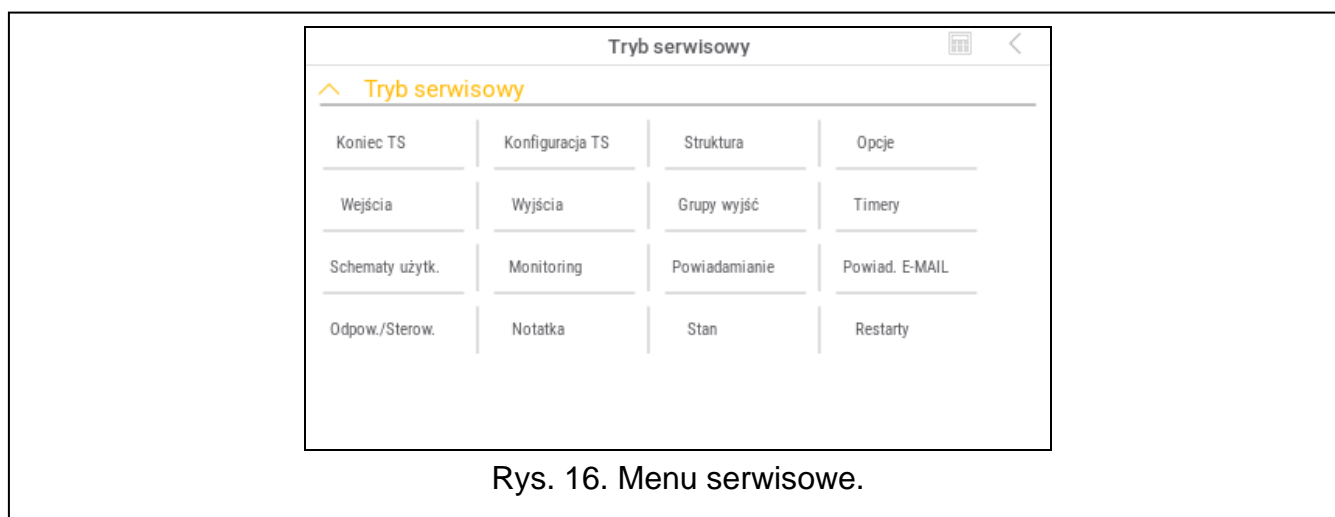 Tryb serwisowy
Tryb serwisowy
Koniec TS Konfiguracja TS Struktura Opcje
Wejścia Wyjścia Grupy wyjść Timery
Schematy użytk. Monitoring Powiadamianie Powiad. E-MAIL
Odpow./Sterow. Notatka Stan Restarty
Rys. 16. Menu serwisowe.